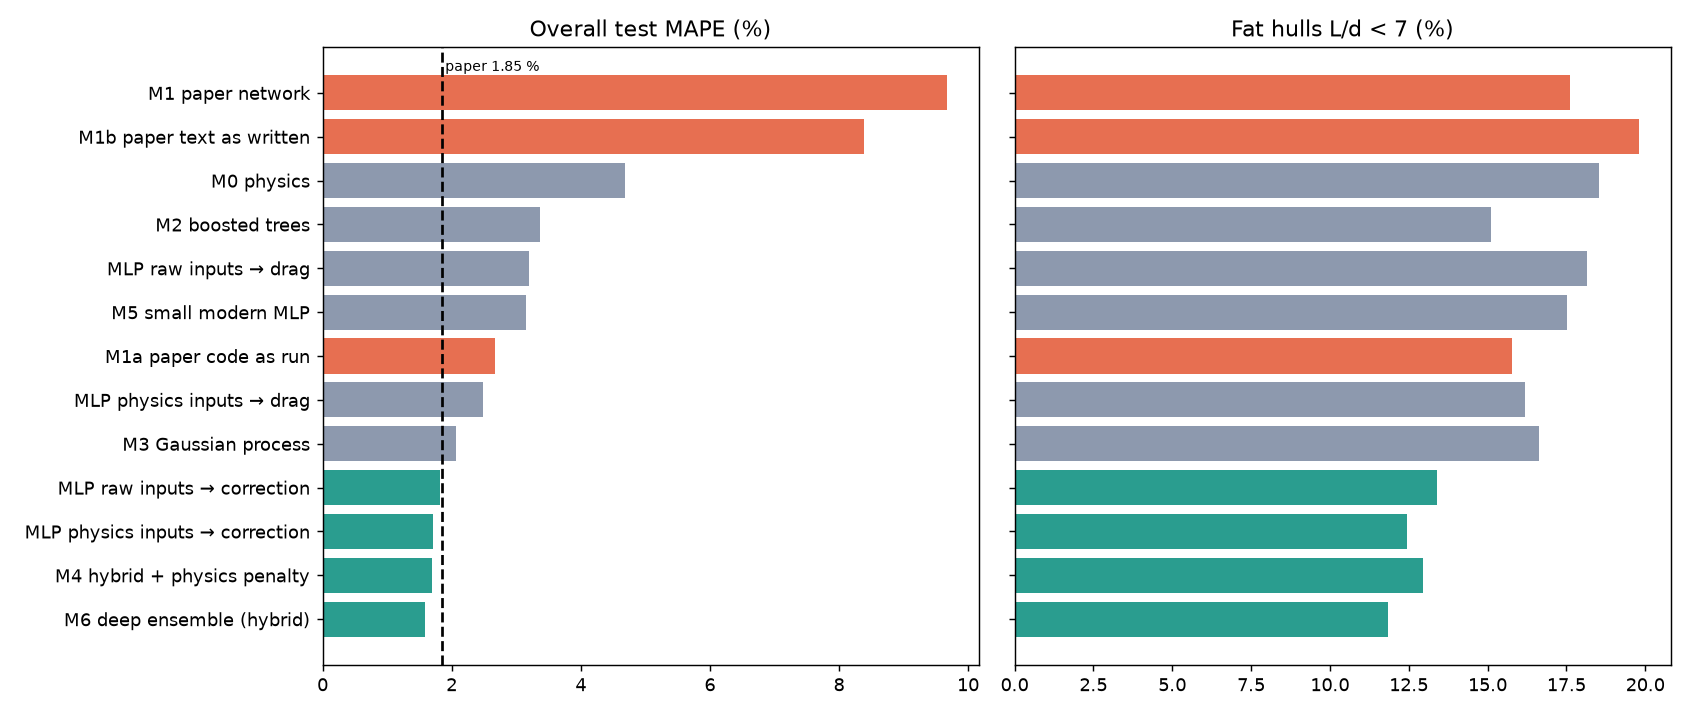 Overall test MAPE (%)
Fat hulls L/d < 7 (%)
paper 1.85 %
M1 paper network
M1b paper text as written
M0 physics
M2 boosted trees
MLP raw inputs → drag
M5 small modern MLP
M1a paper code as run
MLP physics inputs → drag
M3 Gaussian process
MLP raw inputs → correction
MLP physics inputs → correction
M4 hybrid + physics penalty
M6 deep ensemble (hybrid)
0 2 4 6 8 10
0.0 2.5 5.0 7.5 10.0 12.5 15.0 17.5 20.0